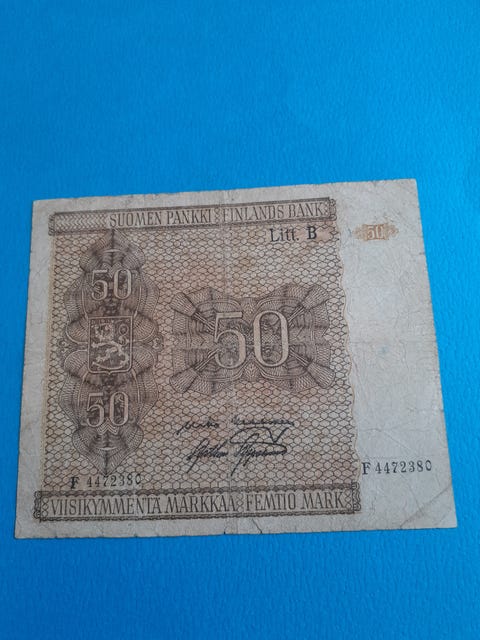 SUOMEN PANKKI FINLANDS BANK
Litt. B
50
50
50
50
F 4472380
F 4472380
VIISIKYMMENTÄ MARKKAA FEMTIO MARK